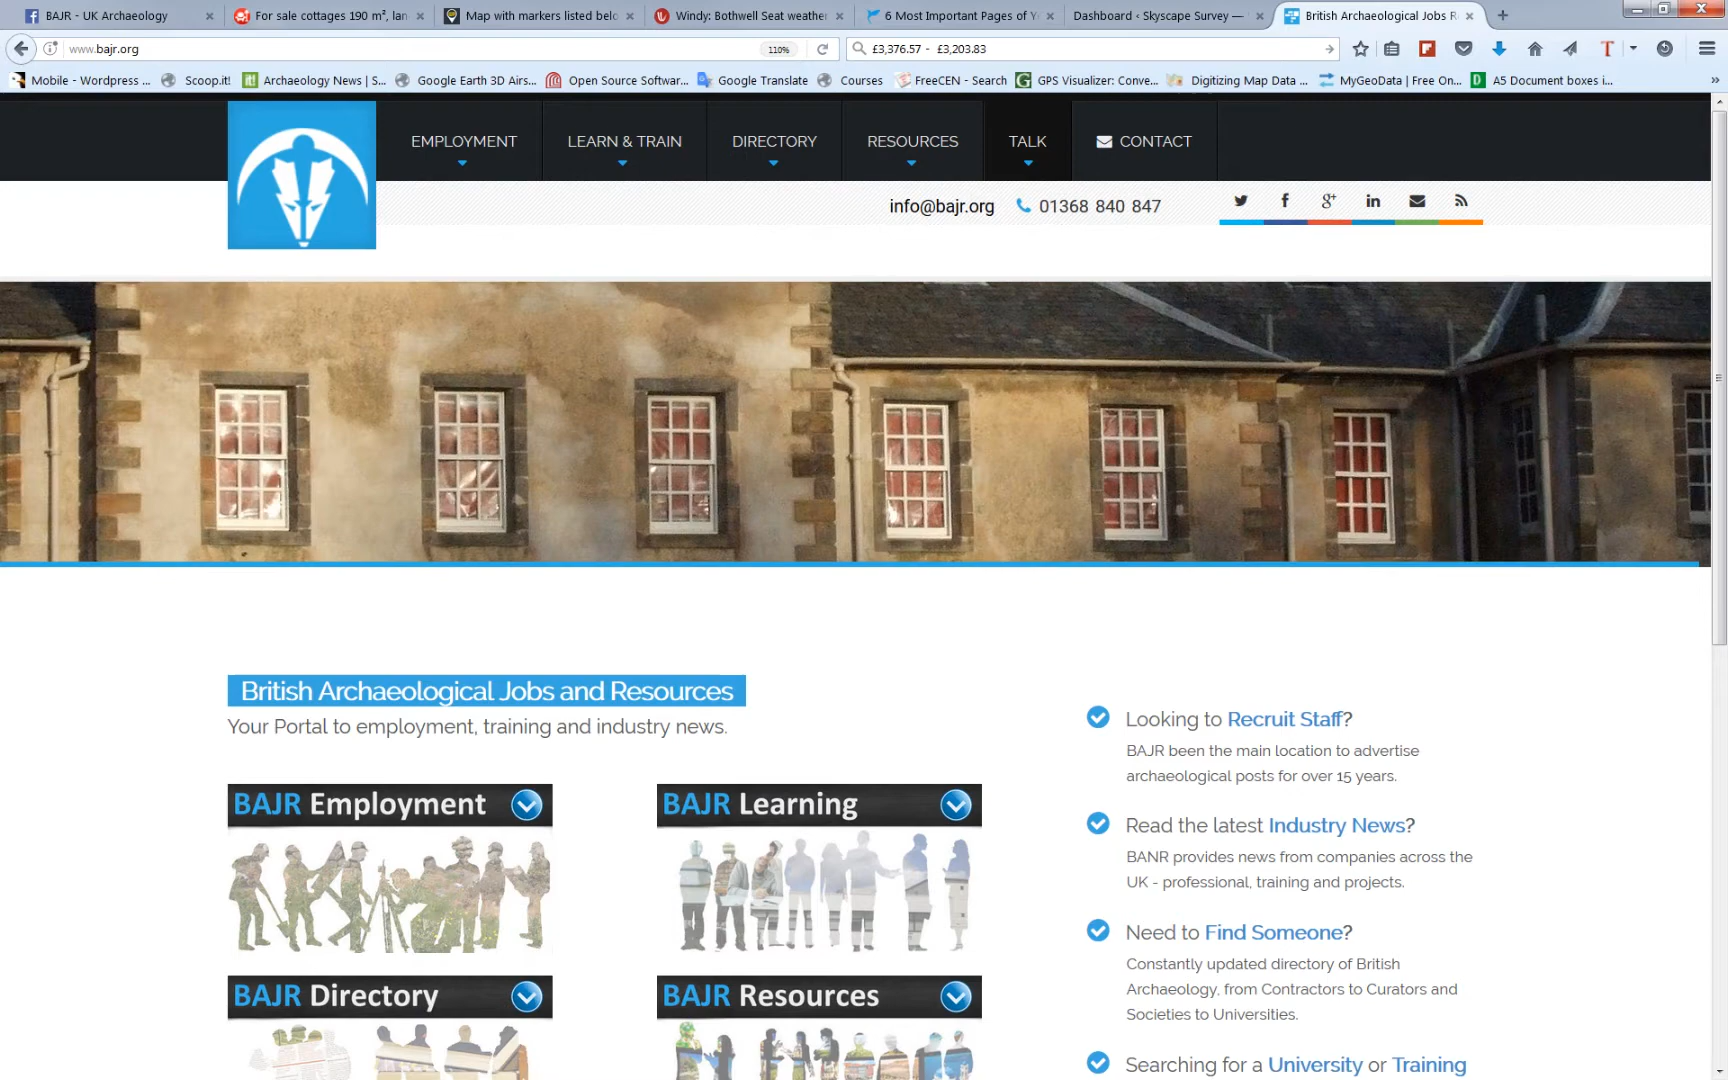 BAJR - UK Archaeology
For sale cottages 190 m², lan
Map with markers listed belo
Windy: Bothwell Seat weather
6 Most Important Pages of Y
Dashboard ‹ Skyscape Survey —
British Archaeological Jobs R
www.bajr.org
110%
£3,376.57 - £3,203.83
Mobile - Wordpress ...
Scoop.it!
Archaeology News | S...
Google Earth 3D Airs...
Open Source Softwar...
Google Translate
Courses
FreeCEN - Search
GPS Visualizer: Conve...
Digitizing Map Data ...
MyGeoData | Free On...
A5 Document boxes i...
EMPLOYMENT
LEARN & TRAIN
DIRECTORY
RESOURCES
TALK
CONTACT
info@bajr.org
01368 840 847
British Archaeological Jobs and Resources
Your Portal to employment, training and industry news.
BAJR Employment
BAJR Learning
BAJR Directory
BAJR Resources
Looking to Recruit Staff?
BAJR been the main location to advertise
archaeological posts for over 15 years.
Read the latest Industry News?
BANR provides news from companies across the
UK - professional, training and projects.
Need to Find Someone?
Constantly updated directory of British
Archaeology, from Contractors to Curators and
Societies to Universities.
Searching for a University or Training